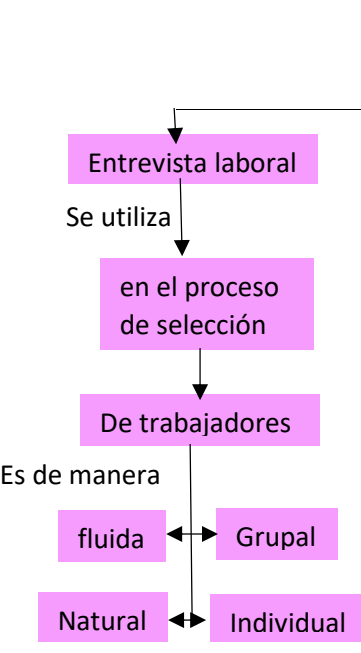 Entrevista laboral
Se utiliza
en el proceso
de selección
De trabajadores
Es de manera
fluida
Grupal
Natural
Individual